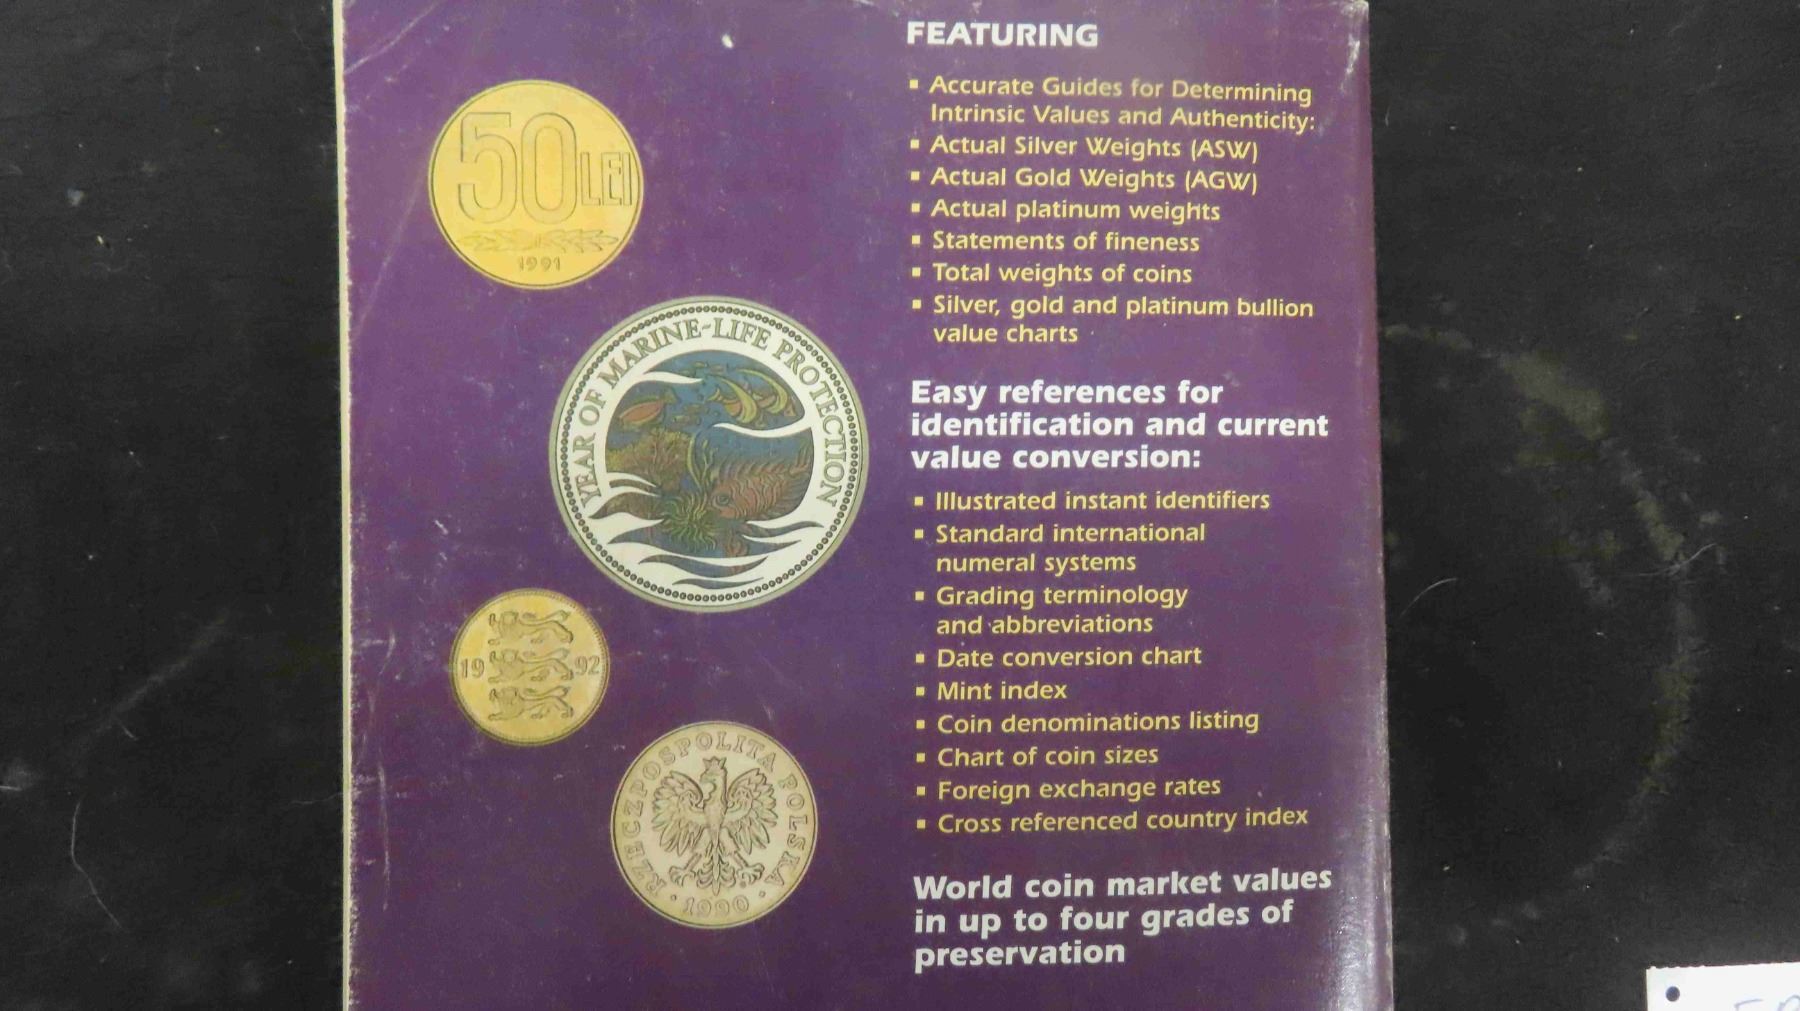 FEATURING
▪ Accurate Guides for Determining
Intrinsic Values and Authenticity:
▪ Actual Silver Weights (ASW)
▪ Actual Gold Weights (AGW)
▪ Actual platinum weights
▪ Statements of fineness
▪ Total weights of coins
▪ Silver, gold and platinum bullion
value charts
Easy references for
identification and current
value conversion:
▪ Illustrated instant identifiers
▪ Standard international
numeral systems
▪ Grading terminology
and abbreviations
▪ Date conversion chart
▪ Mint index
▪ Coin denominations listing
▪ Chart of coin sizes
▪ Foreign exchange rates
▪ Cross referenced country index
World coin market values
in up to four grades of
preservation
50 LEI
1991
YEAR OF MARINE-LIFE PROTECTION
19 92
RZECZPOSPOLITA POLSKA
1990